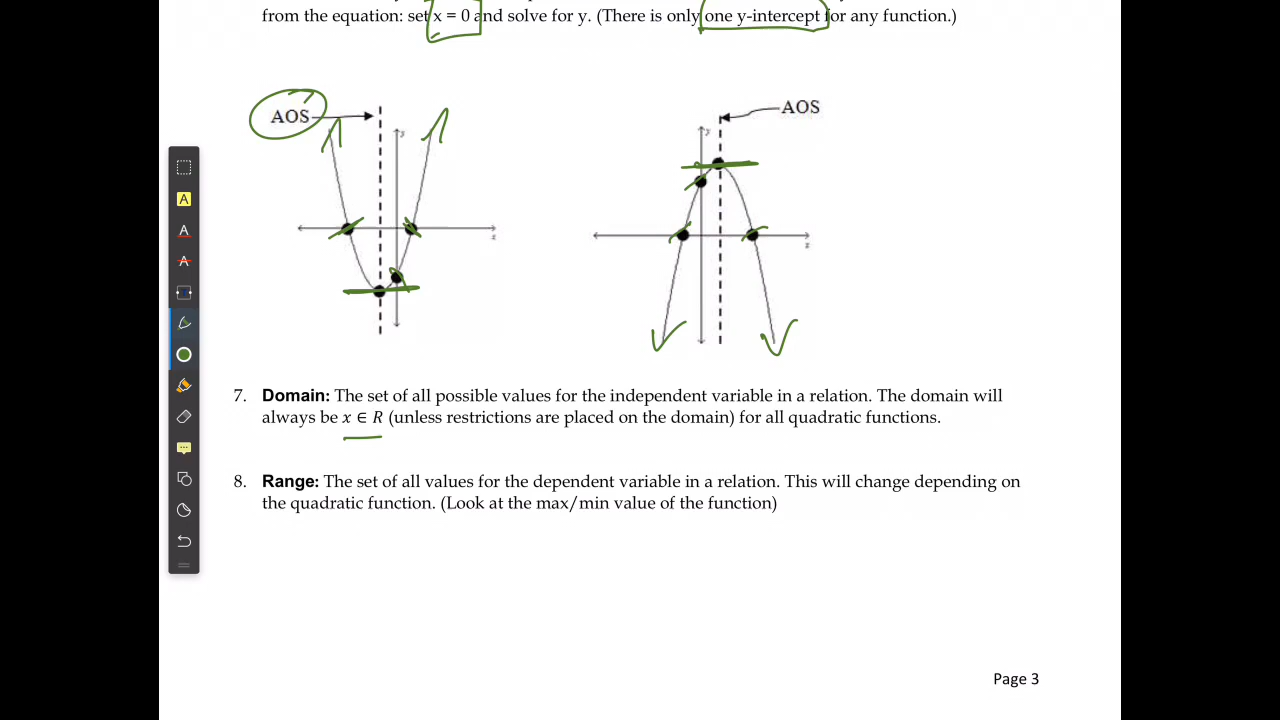 from the equation: set x = 0 and solve for y. (There is only one y-intercept for any function.)
AOS
AOS
y
y
x
x
7. Domain: The set of all possible values for the independent variable in a relation. The domain will
always be x ∈ R (unless restrictions are placed on the domain) for all quadratic functions.
8. Range: The set of all values for the dependent variable in a relation. This will change depending on
the quadratic function. (Look at the max/min value of the function)
A
A
A
Page 3